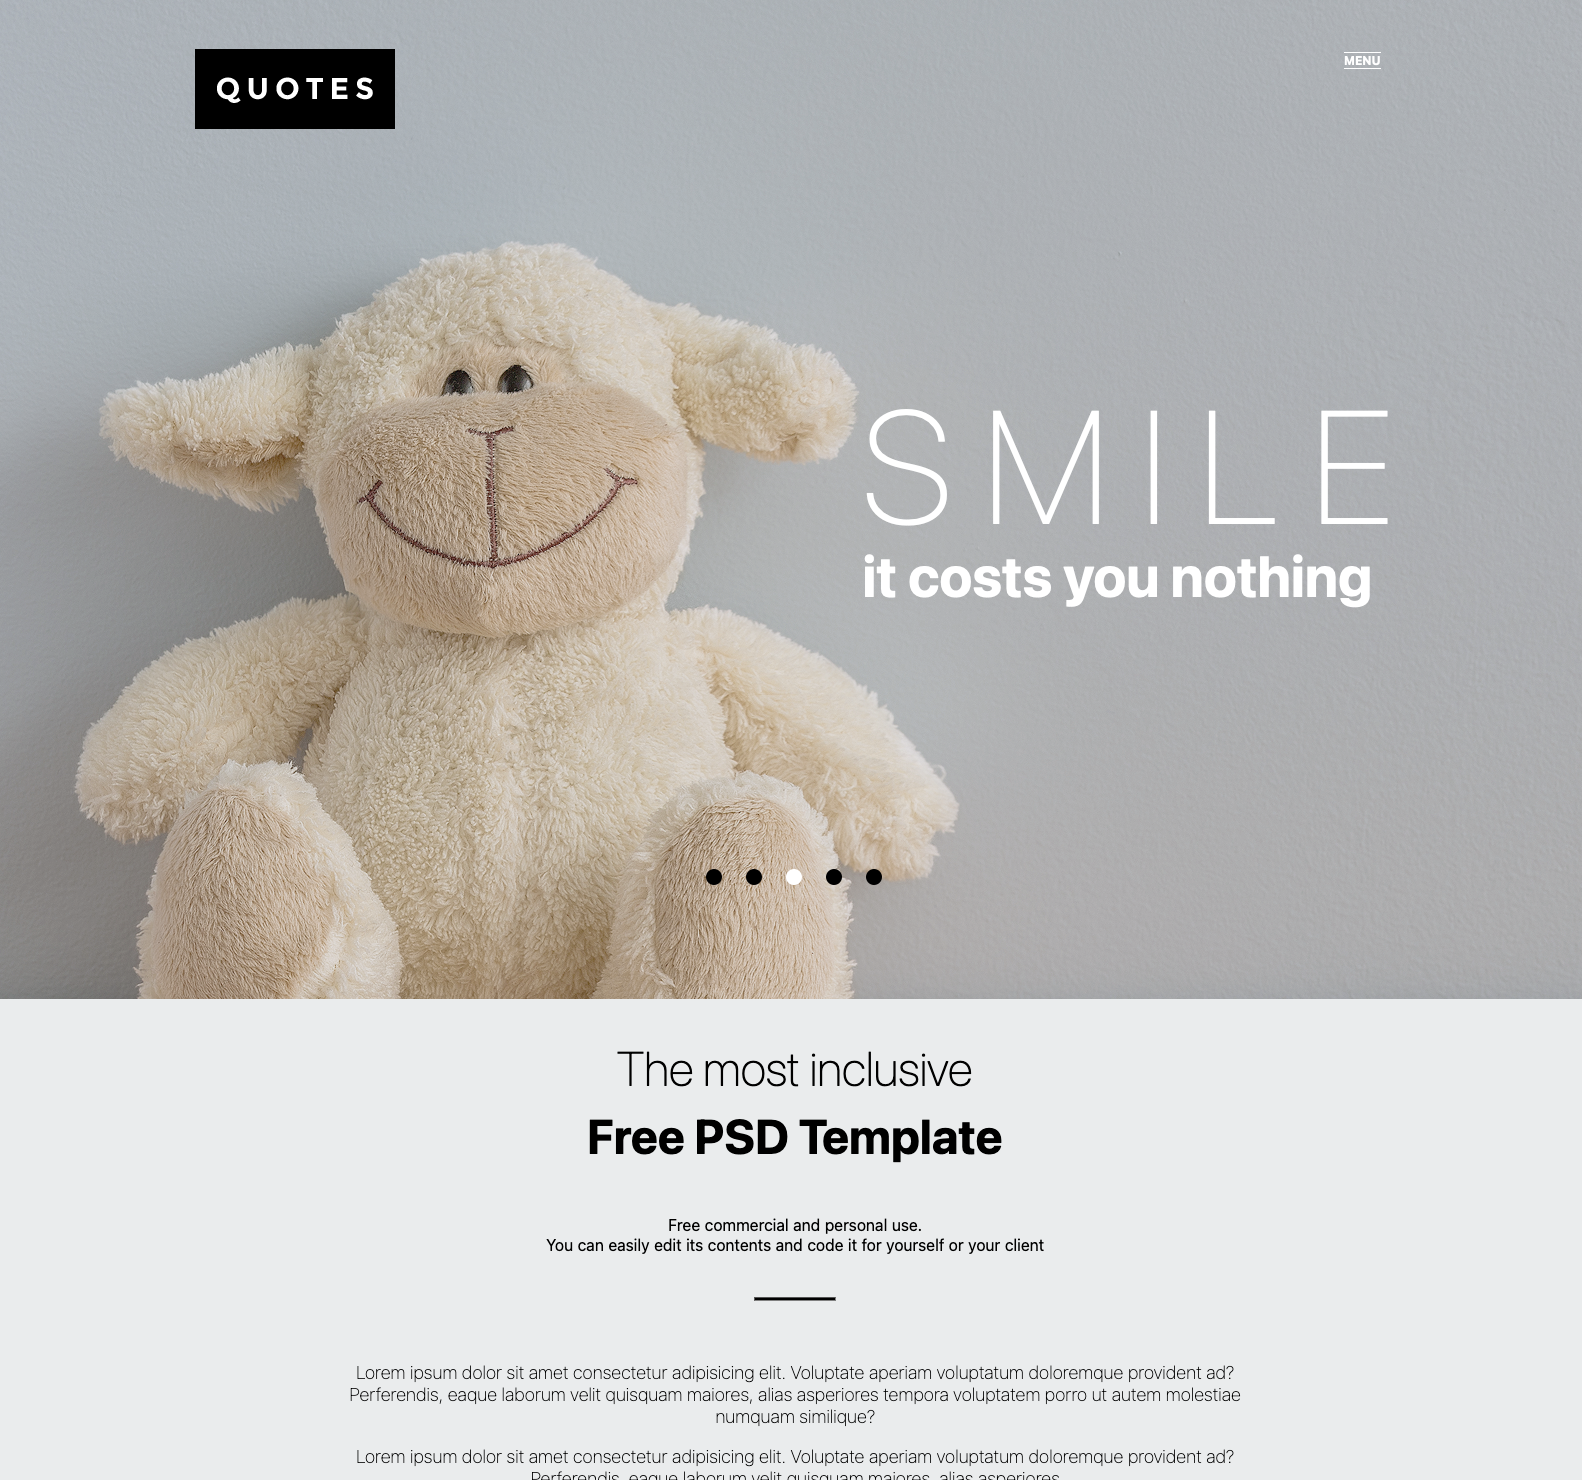 QUOTES
MENU
SMILE
it costs you nothing
The most inclusive
Free PSD Template
Free commercial and personal use.
You can easily edit its contents and code it for yourself or your client
Lorem ipsum dolor sit amet consectetur adipisicing elit. Voluptate aperiam voluptatum doloremque provident ad?
Perferendis, eaque laborum velit quisquam maiores, alias asperiores tempora voluptatem porro ut autem molestiae
numquam similique?
Lorem ipsum dolor sit amet consectetur adipisicing elit. Voluptate aperiam voluptatum doloremque provident ad?
Perferendis, eaque laborum velit quisquam maiores, alias asperiores